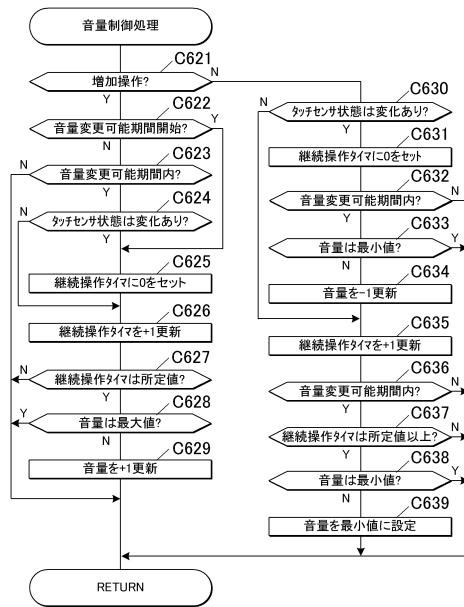 音量制御処理
C621
増加操作?
N
Y
C622
音量変更可能期間開始?
Y
N
C623
音量変更可能期間内?
N
Y
C624
タッチセンサ状態は変化あり?
N
Y
C625
継続操作タイマに0をセット
C626
継続操作タイマを+1更新
C627
継続操作タイマは所定値?
N
Y
C628
音量は最大値?
Y
N
C629
音量を+1更新
RETURN
C630
タッチセンサ状態は変化あり?
N
Y
C631
継続操作タイマに0をセット
C632
音量変更可能期間内?
N
Y
C633
音量は最小値?
Y
N
C634
音量を-1更新
C635
継続操作タイマを+1更新
C636
音量変更可能期間内?
N
Y
C637
継続操作タイマは所定値以上?
N
Y
C638
音量は最小値?
Y
N
C639
音量を最小値に設定